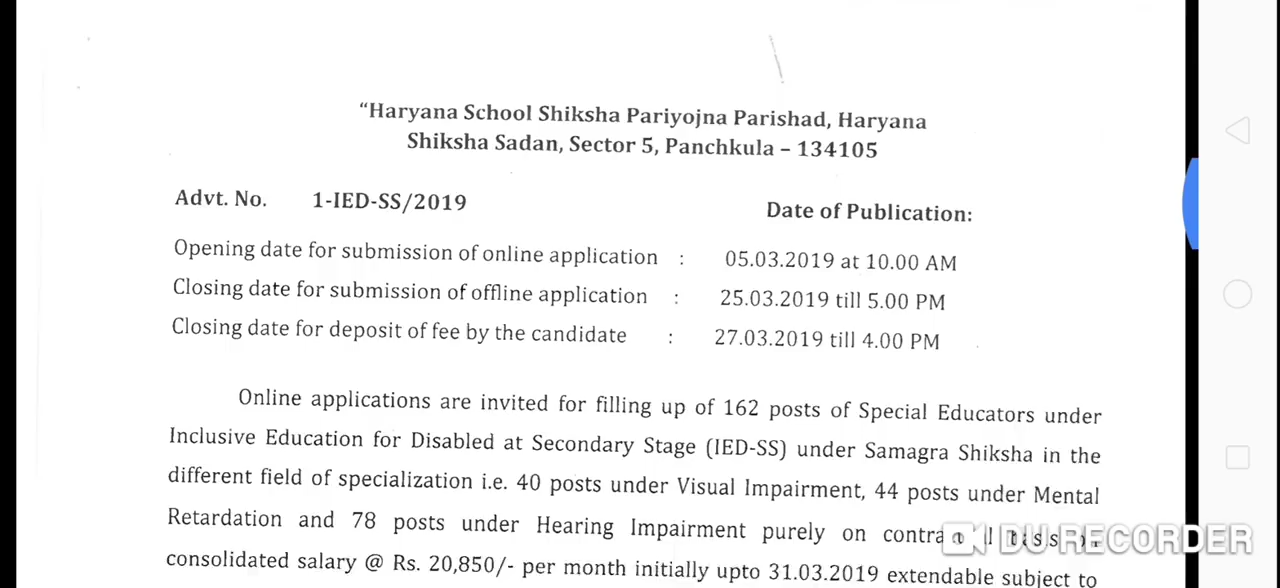 "Haryana School Shiksha Pariyojna Parishad, Haryana
Shiksha Sadan, Sector 5, Panchkula – 134105
Advt. No. 1-IED-SS/2019
Date of Publication:
Opening date for submission of online application : 05.03.2019 at 10.00 AM
Closing date for submission of offline application : 25.03.2019 till 5.00 PM
Closing date for deposit of fee by the candidate : 27.03.2019 till 4.00 PM
Online applications are invited for filling up of 162 posts of Special Educators under
Inclusive Education for Disabled at Secondary Stage (IED-SS) under Samagra Shiksha in the
different field of specialization i.e. 40 posts under Visual Impairment, 44 posts under Mental
Retardation and 78 posts under Hearing Impairment purely on
consolidated salary @ Rs. 20,850/- per month initially upto 31.03.2019 extendable subject to
DU RECORDER